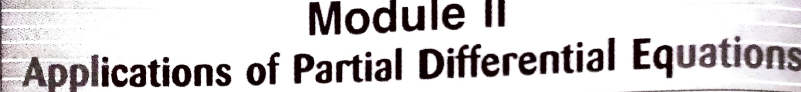 Module II
Applications of Partial Differential Equations